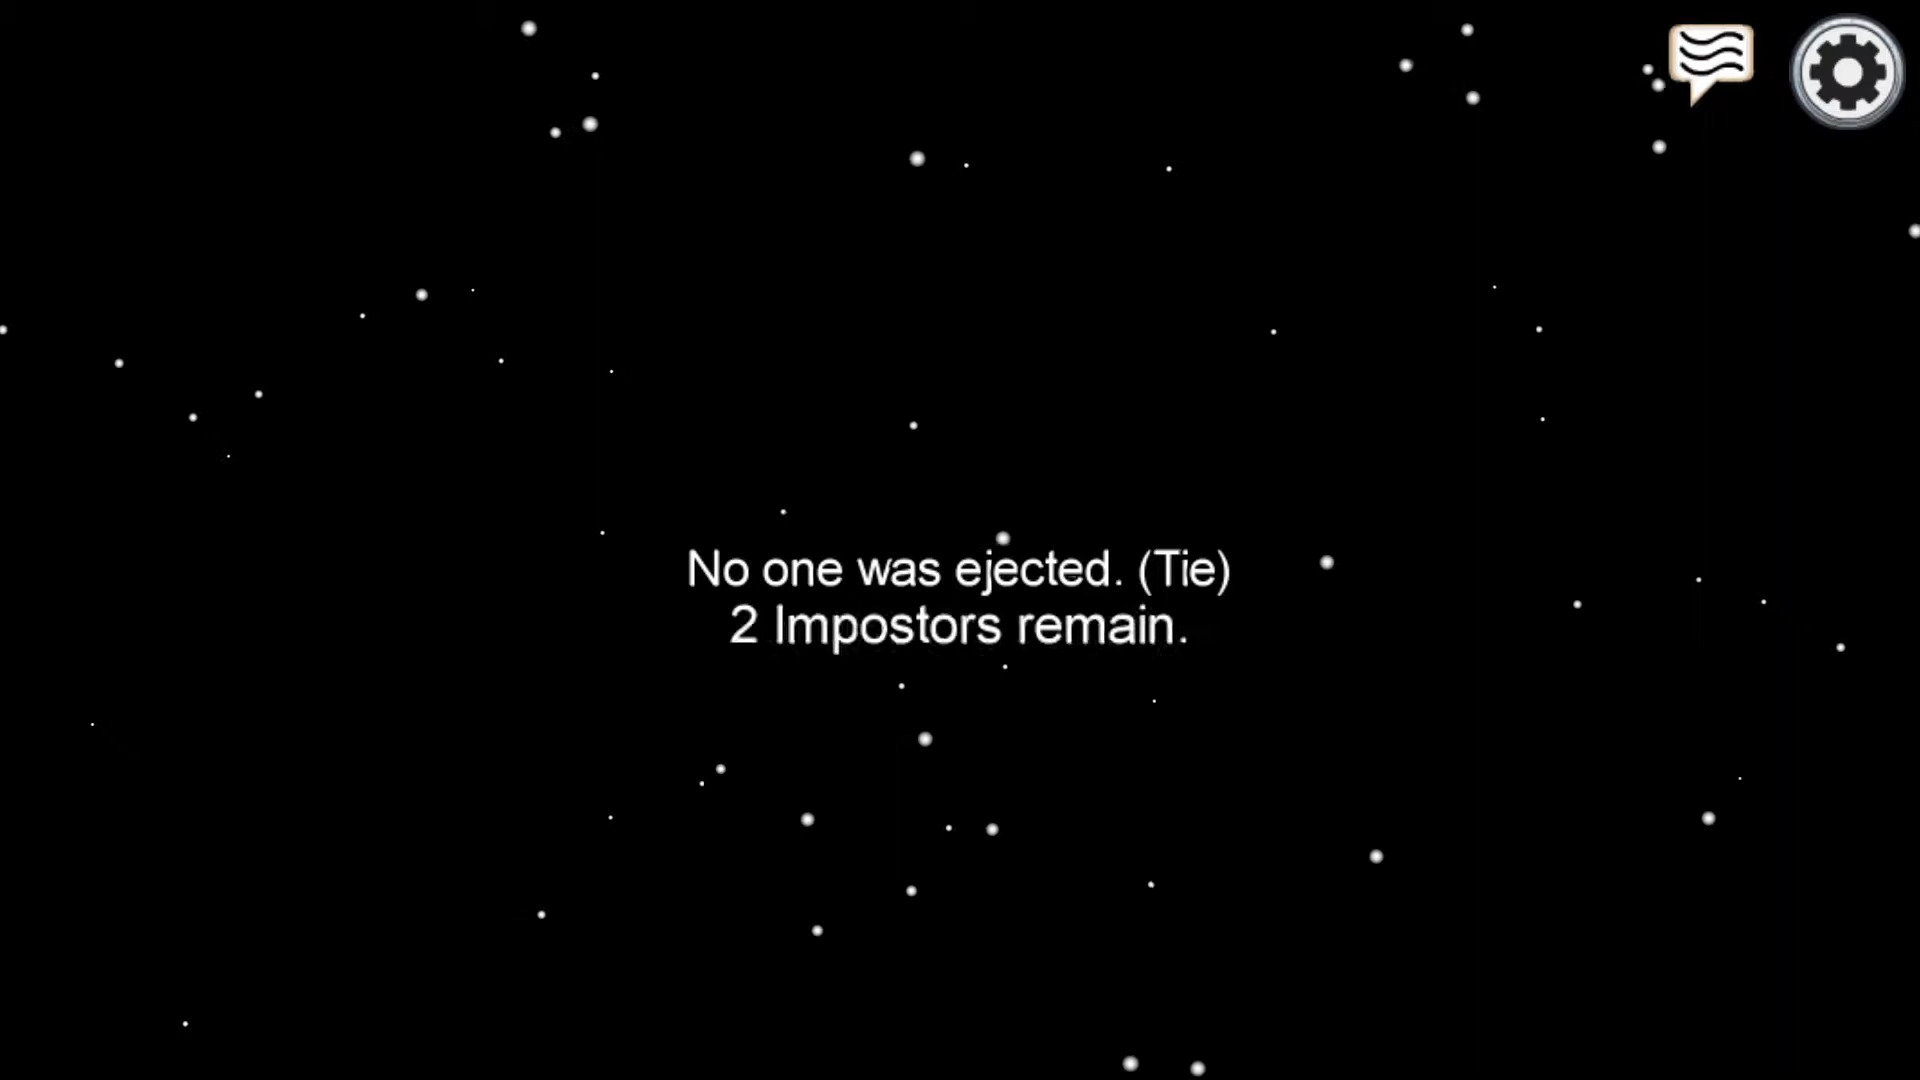 No one was ejected. (Tie)
2 Impostors remain.